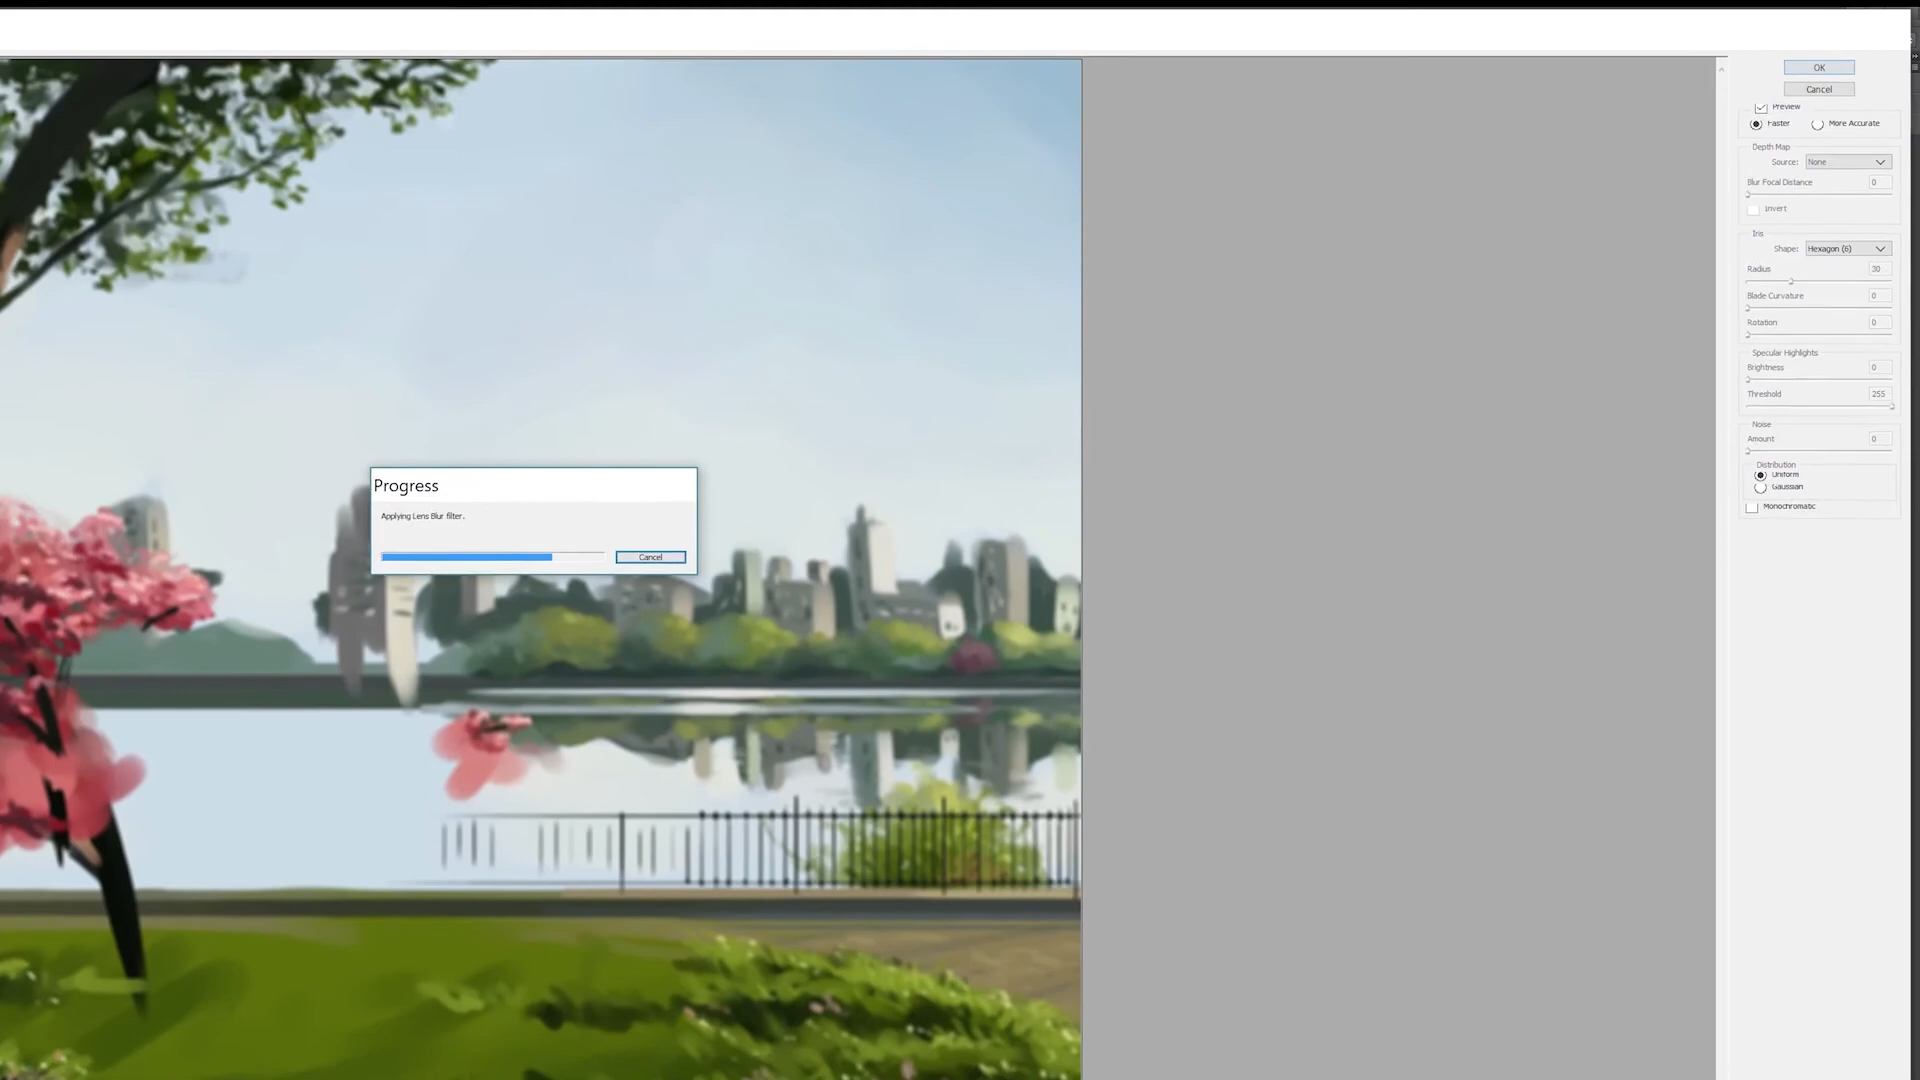 OK
Cancel
Preview
Faster More Accurate
Depth Map
Source: None
Blur Focal Distance 0
Invert
Iris
Shape: Hexagon (6)
Radius 30
Blade Curvature 0
Rotation 0
Specular Highlights
Brightness 0
Threshold 255
Noise
Amount 0
Distribution
Uniform
Gaussian
Monochromatic
Progress
Applying Lens Blur filter.
Cancel